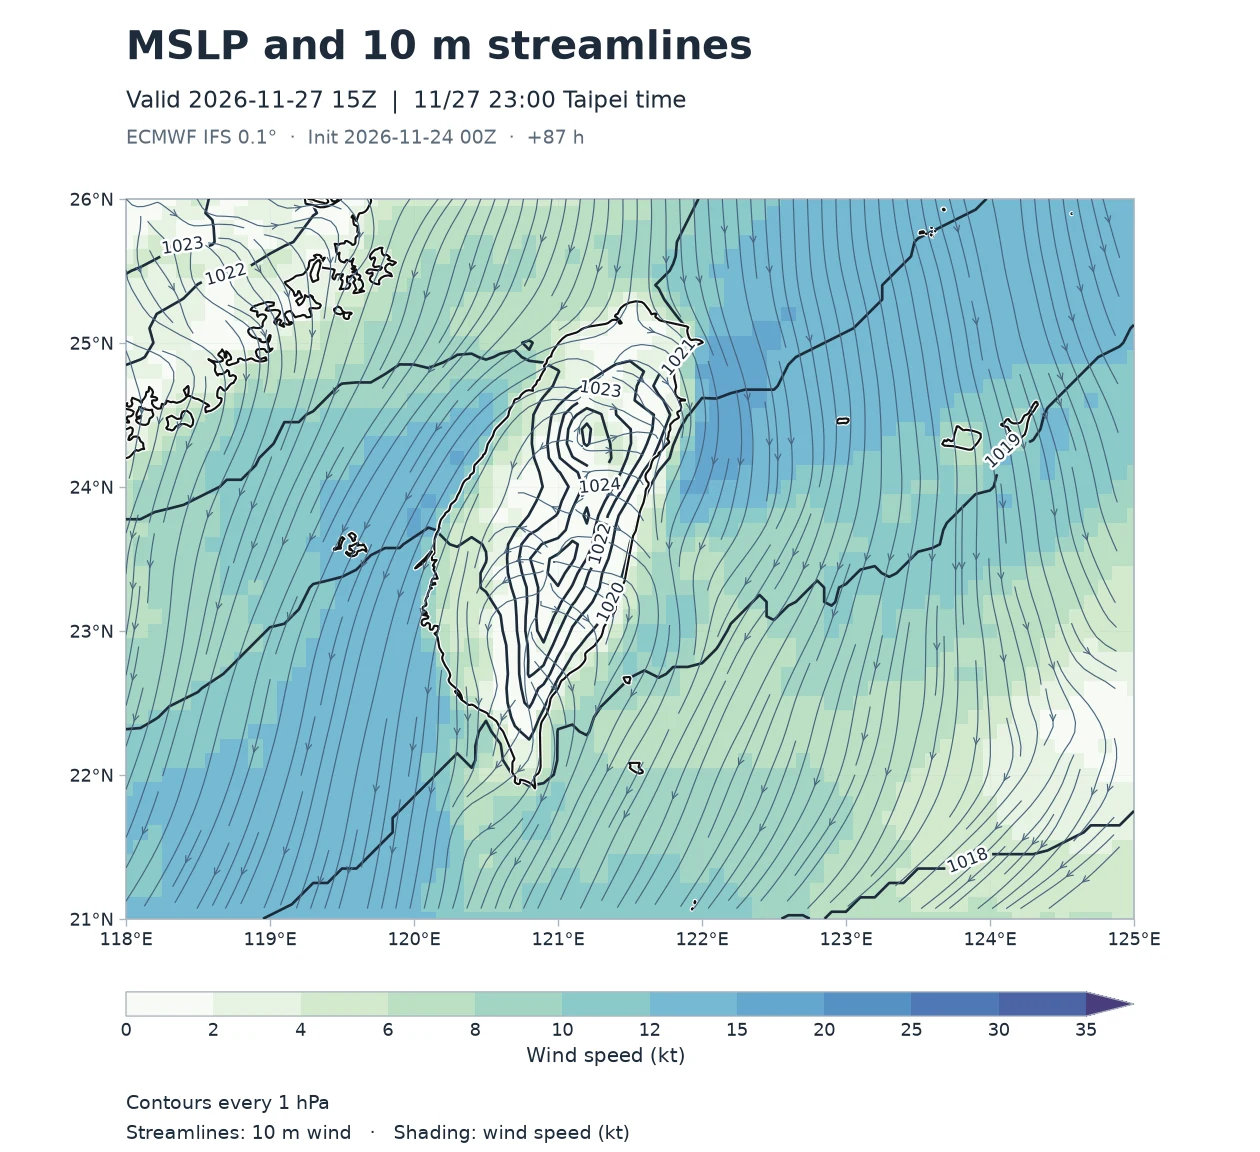 MSLP and 10 m streamlines
Valid 2026-11-27 15Z | 11/27 23:00 Taipei time
ECMWF IFS 0.1° · Init 2026-11-24 00Z · +87 h
26°N
25°N
24°N
23°N
22°N
21°N
1023
1022
1021
1023
1024
1022
1020
1019
1018
118°E 119°E 120°E 121°E 122°E 123°E 124°E 125°E
0 2 4 6 8 10 12 15 20 25 30 35
Wind speed (kt)
Contours every 1 hPa
Streamlines: 10 m wind · Shading: wind speed (kt)